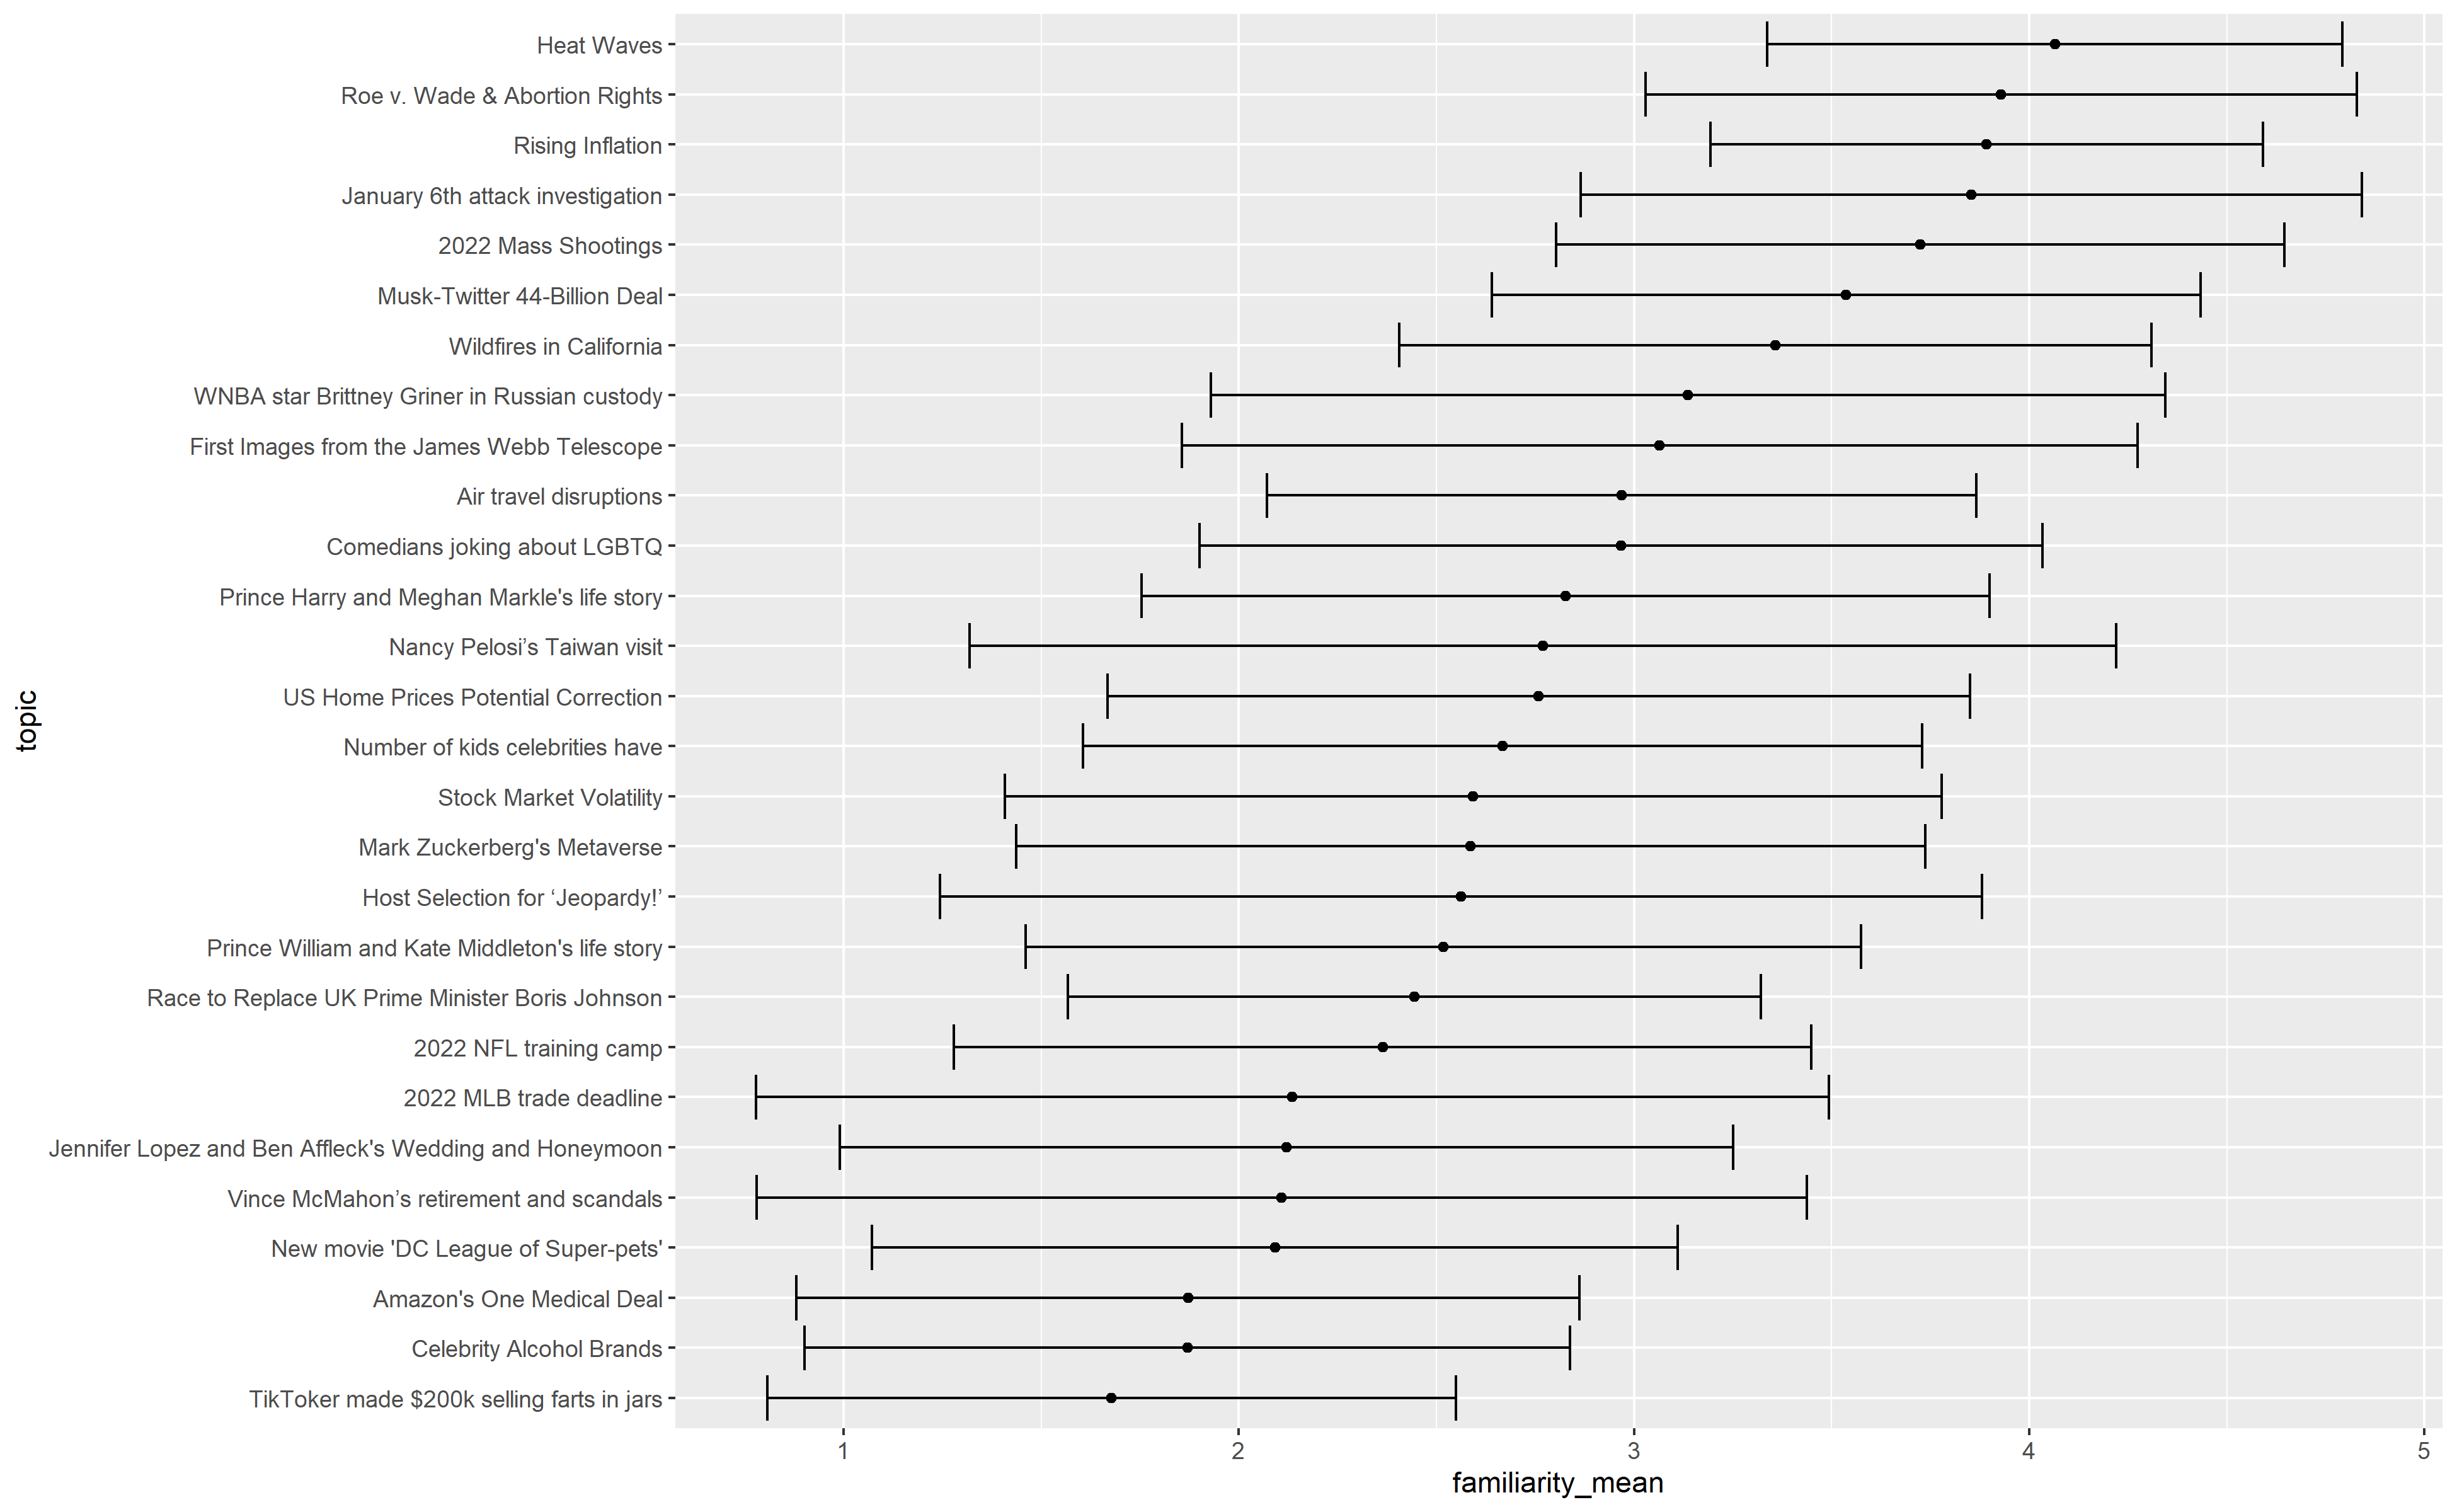 Heat Waves
Roe v. Wade & Abortion Rights
Rising Inflation
January 6th attack investigation
2022 Mass Shootings
Musk-Twitter 44-Billion Deal
Wildfires in California
WNBA star Brittney Griner in Russian custody
First Images from the James Webb Telescope
Air travel disruptions
Comedians joking about LGBTQ
Prince Harry and Meghan Markle's life story
Nancy Pelosi’s Taiwan visit
US Home Prices Potential Correction
Number of kids celebrities have
Stock Market Volatility
Mark Zuckerberg's Metaverse
Host Selection for ‘Jeopardy!’
Prince William and Kate Middleton's life story
Race to Replace UK Prime Minister Boris Johnson
2022 NFL training camp
2022 MLB trade deadline
Jennifer Lopez and Ben Affleck's Wedding and Honeymoon
Vince McMahon’s retirement and scandals
New movie 'DC League of Super-pets'
Amazon's One Medical Deal
Celebrity Alcohol Brands
TikToker made $200k selling farts in jars
topic
1 2 3 4 5
familiarity_mean